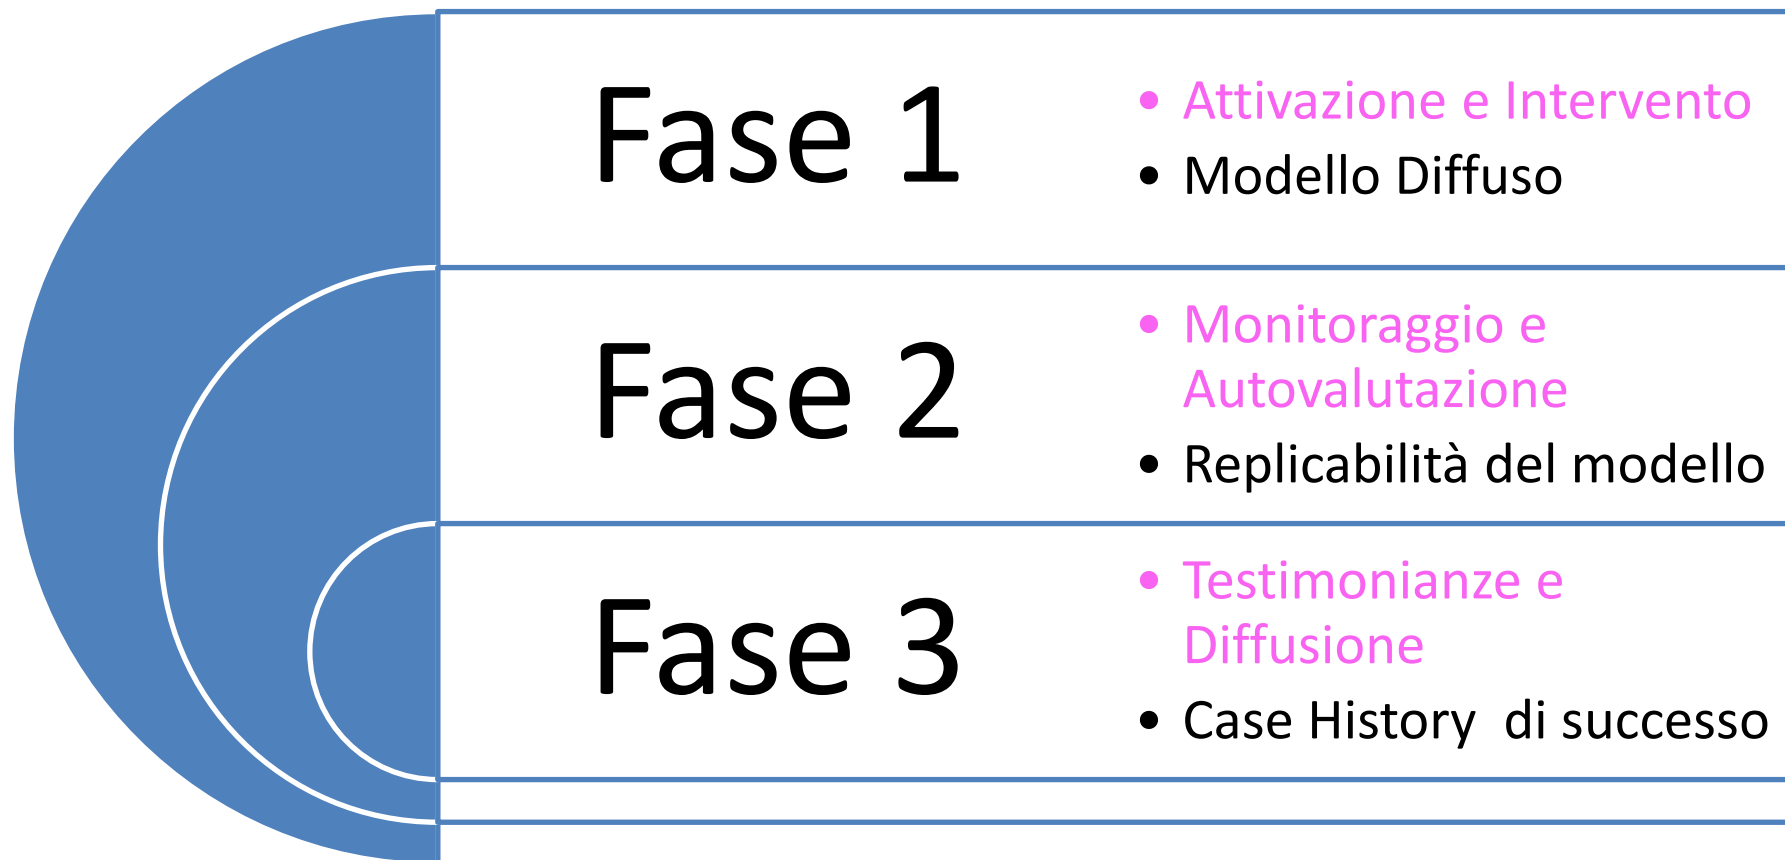 Fase 1
• Attivazione e Intervento
• Modello Diffuso
Fase 2
• Monitoraggio e
Autovalutazione
• Replicabilità del modello
Fase 3
• Testimonianze e
Diffusione
• Case History  di successo